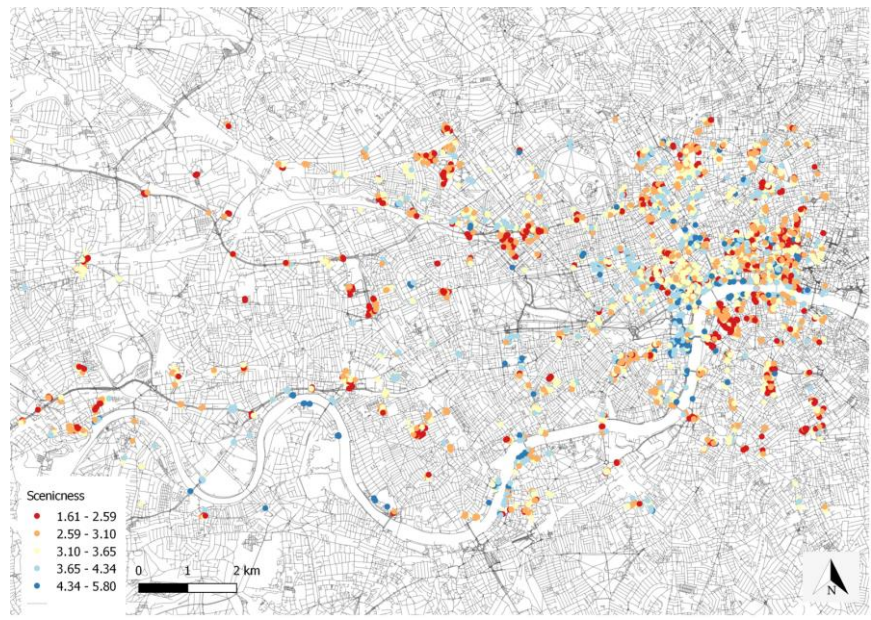 Scenicness
1.61 - 2.59
2.59 - 3.10
3.10 - 3.65
3.65 - 4.34
4.34 - 5.80
0 1 2 km
N